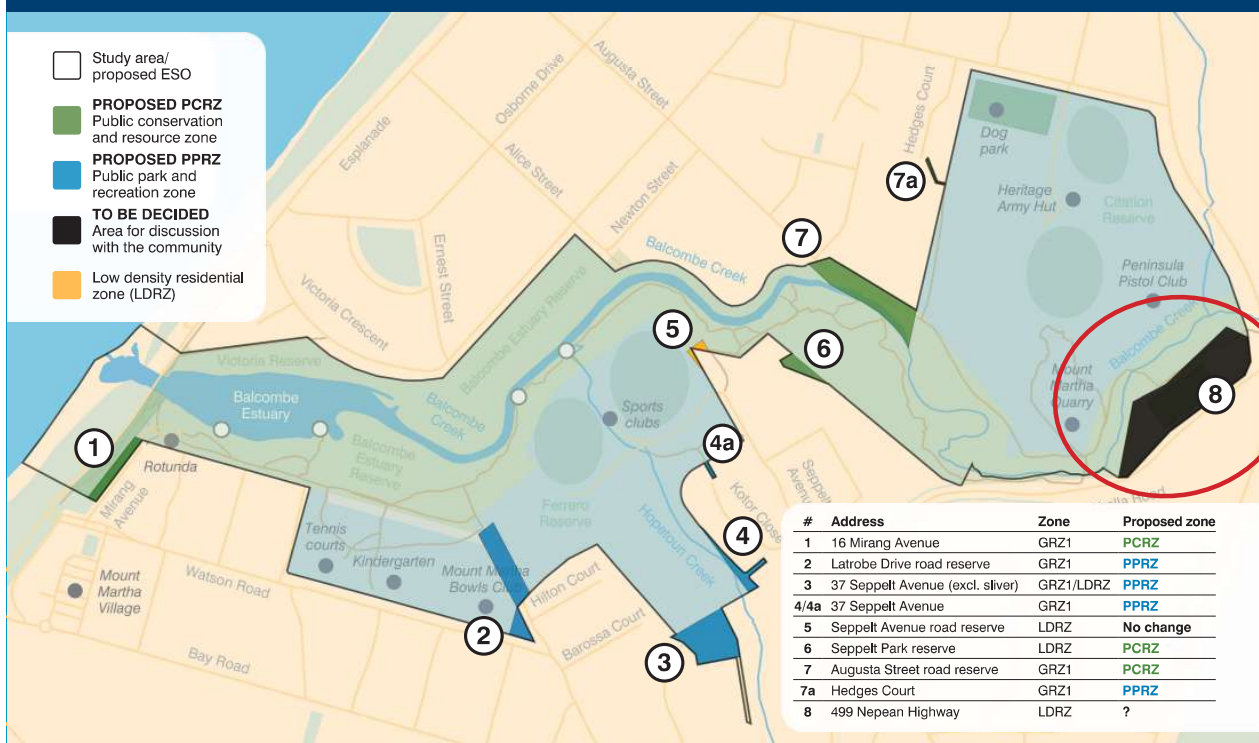 Study area/
proposed ESO
PROPOSED PCRZ
Public conservation
and resource zone
PROPOSED PPRZ
Public park and
recreation zone
TO BE DECIDED
Area for discussion
with the community
Low density residential
zone (LDRZ)
Esplanade
Osborne Drive
Augusta Street
Alice Street
Newton Street
Ernest Street
Victoria Crescent
Hedges Court
7a
Dog
park
Heritage
Army Hut
Citation
Reserve
Peninsula
Pistol Club
Balcombe Creek
7
Balcombe Creek
Mount
Martha
Quarry
8
5
6
Balcombe Estuary Reserve
Victoria Reserve
Balcombe
Estuary
Balcombe
Creek
Balcombe
Estuary
Reserve
Sports
clubs
Ferrero
Reserve
4a
Seppelt
Avenue
Kotor Close
Hopetoun Creek
4
1
Rotunda
Mirang
Avenue
Tennis
courts
Kindergarten
Mount Martha
Bowls Club
Hilton Court
Barossa Court
2
3
Mount
Martha
Village
Watson Road
Bay Road
Road
# Address Zone Proposed zone
1 16 Mirang Avenue GRZ1 PCRZ
2 Latrobe Drive road reserve GRZ1 PPRZ
3 37 Seppelt Avenue (excl. sliver) GRZ1/LDRZ PPRZ
4/4a 37 Seppelt Avenue GRZ1 PPRZ
5 Seppelt Avenue road reserve LDRZ No change
6 Seppelt Park reserve LDRZ PCRZ
7 Augusta Street road reserve GRZ1 PCRZ
7a Hedges Court GRZ1 PPRZ
8 499 Nepean Highway LDRZ ?